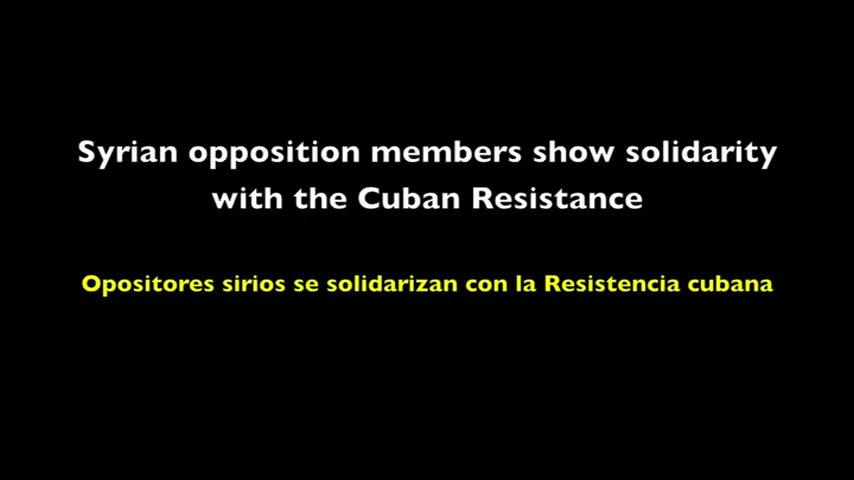 Syrian opposition members show solidarity
with the Cuban Resistance
Opositores sirios se solidarizan con la Resistencia cubana